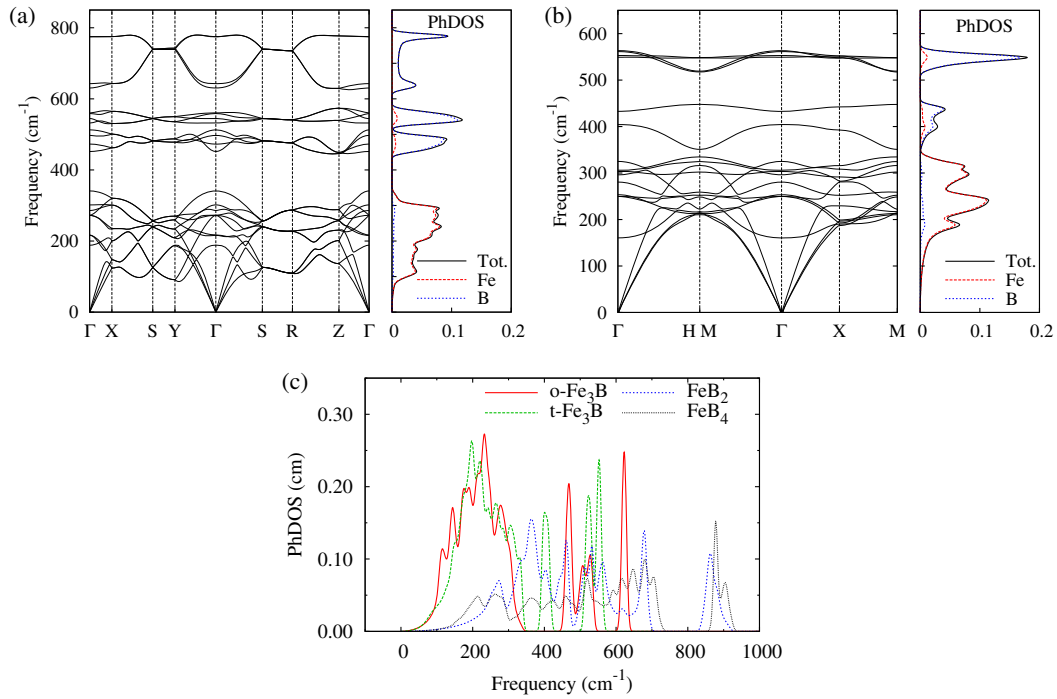 (a)
PhDOS
800
600
400
200
0
Frequency (cm⁻¹)
Γ X S Y Γ S R Z Γ
Tot.
Fe
B
0 0.1 0.2
(b)
PhDOS
600
500
400
300
200
100
0
Frequency (cm⁻¹)
Γ H M Γ X M
Tot.
Fe
B
0 0.1 0.2
(c)
o-Fe₃B FeB₂
t-Fe₃B FeB₄
0.30
0.20
0.10
0.00
PhDOS (cm)
0 200 400 600 800 1000
Frequency (cm⁻¹)